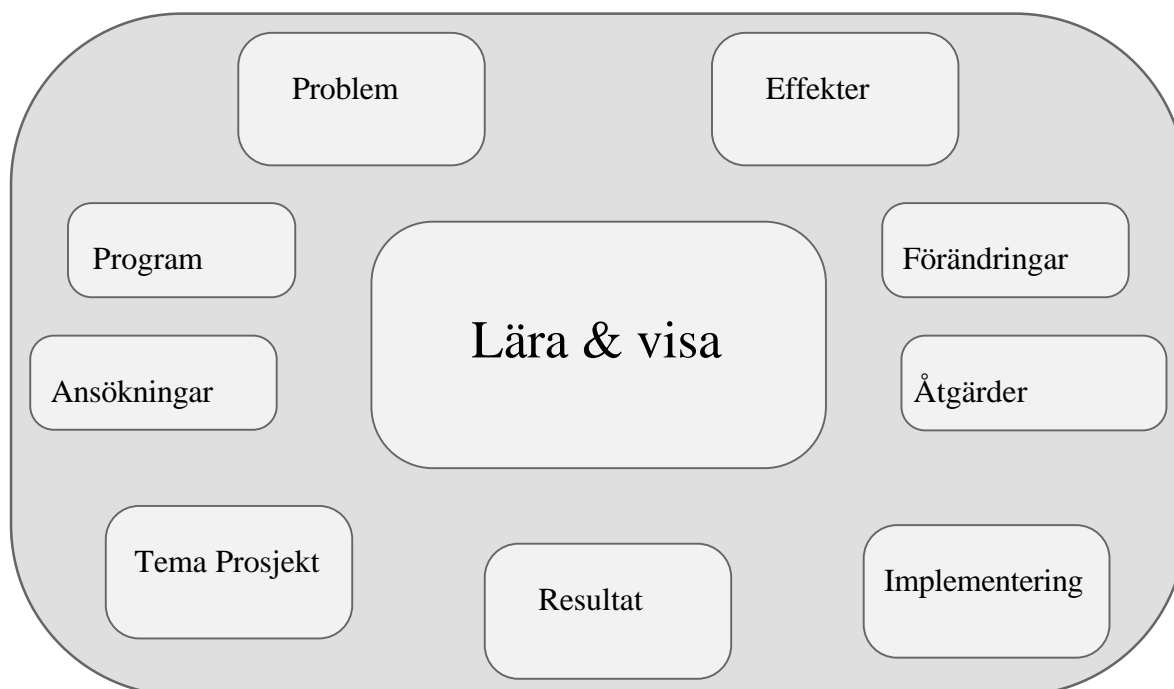 Problem
Effekter
Program
Förändringar
Lära & visa
Ansökningar
Åtgärder
Tema Prosjekt
Resultat
Implementering